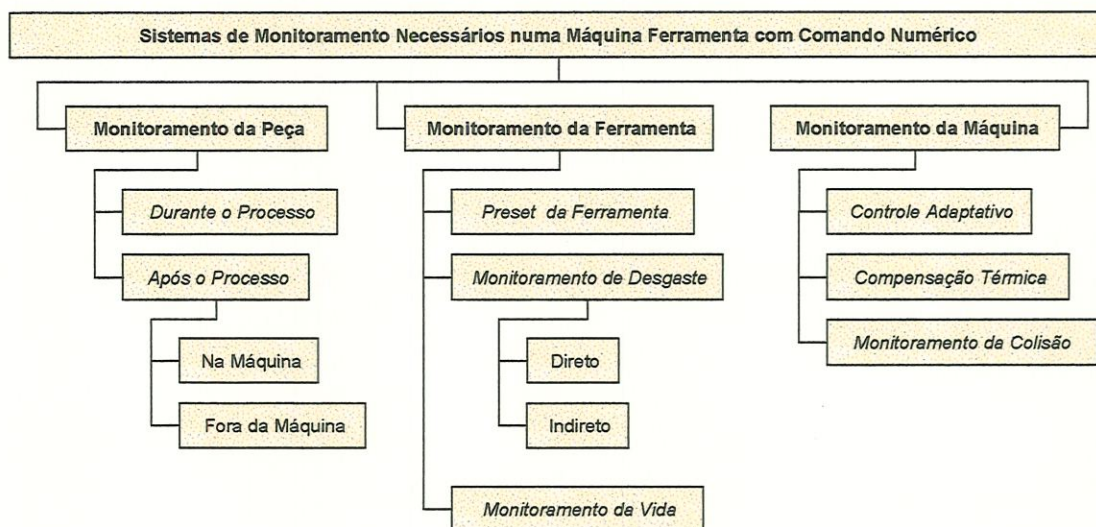 Sistemas de Monitoramento Necessários numa Máquina Ferramenta com Comando Numérico
Monitoramento da Peça
Durante o Processo
Após o Processo
Na Máquina
Fora da Máquina
Monitoramento da Ferramenta
Preset da Ferramenta
Monitoramento de Desgaste
Direto
Indireto
Monitoramento da Vida
Monitoramento da Máquina
Controle Adaptativo
Compensação Térmica
Monitoramento da Colisão